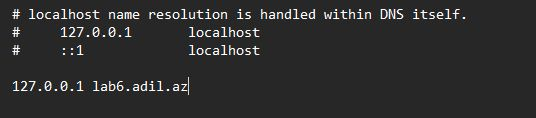 # localhost name resolution is handled within DNS itself.
#	127.0.0.1	localhost
#	::1	localhost
127.0.0.1 lab6.adil.az